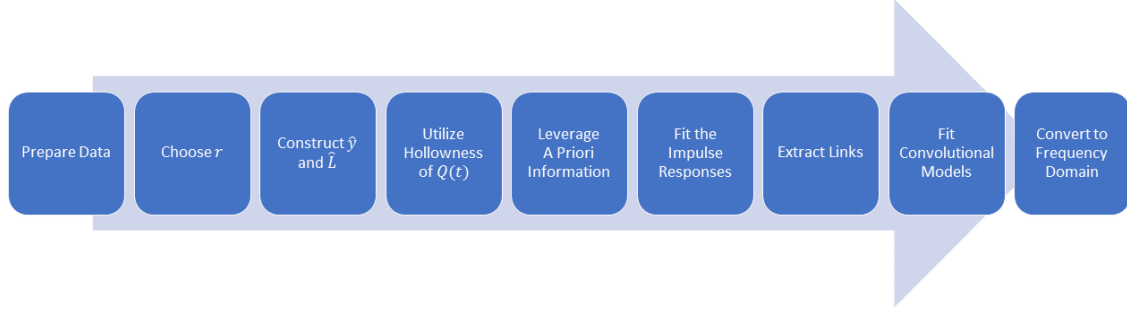 Prepare Data
Choose r
Construct ŷ
and L̂
Utilize
Hollowness
of Q(t)
Leverage
A Priori
Information
Fit the
Impulse
Responses
Extract Links
Fit
Convolutional
Models
Convert to
Frequency
Domain